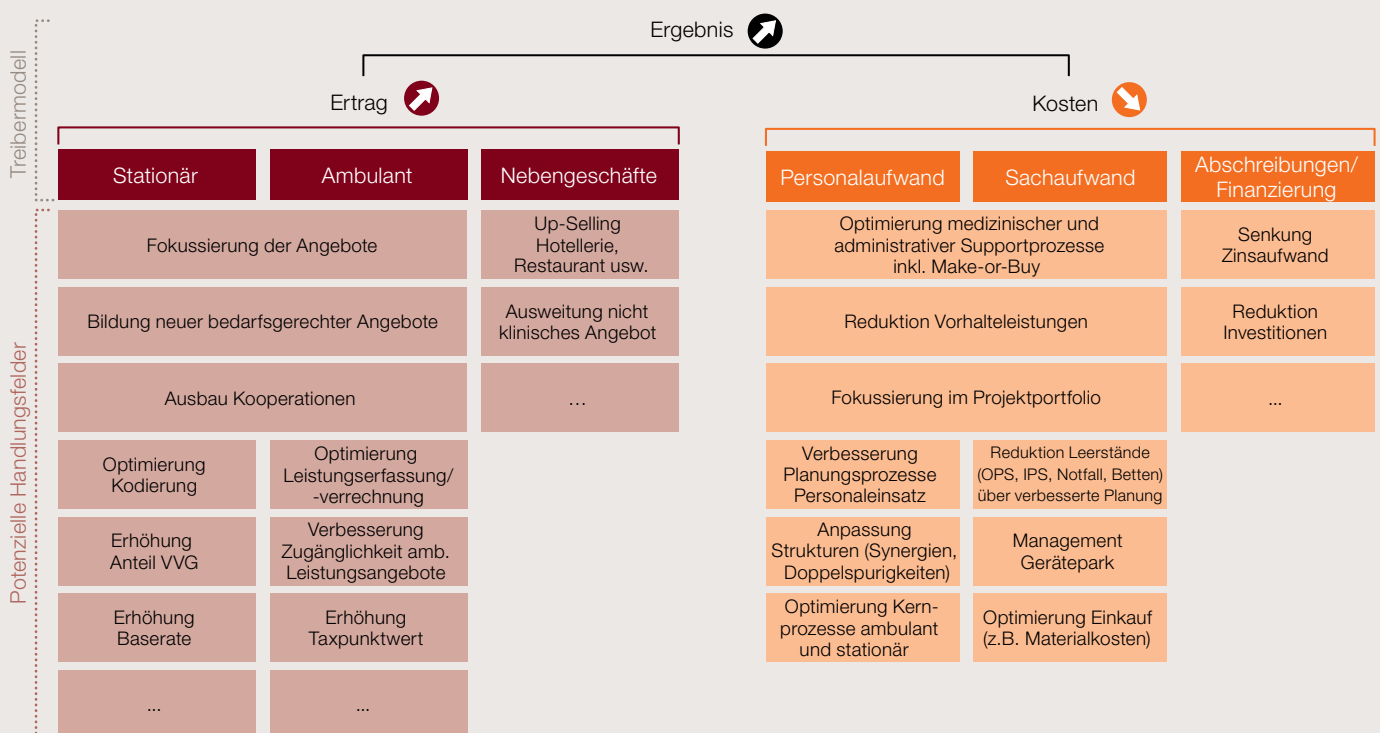 Treibermodell
Ergebnis
Ertrag
Kosten
Stationär
Ambulant
Nebengeschäfte
Personalaufwand
Sachaufwand
Abschreibungen/
Finanzierung
Potenzielle Handlungsfelder
Fokussierung der Angebote
Up-Selling
Hotellerie,
Restaurant usw.
Optimierung medizinischer und
administrativer Supportprozesse
inkl. Make-or-Buy
Senkung
Zinsaufwand
Bildung neuer bedarfsgerechter Angebote
Ausweitung nicht
klinisches Angebot
Reduktion Vorhalteleistungen
Reduktion
Investitionen
Ausbau Kooperationen
...
Fokussierung im Projektportfolio
...
Optimierung
Kodierung
Optimierung
Leistungserfassung/
-verrechnung
Verbesserung
Planungsprozesse
Personaleinsatz
Reduktion Leerstände
(OPS, IPS, Notfall, Betten)
über verbesserte Planung
Erhöhung
Anteil VVG
Verbesserung
Zugänglichkeit amb.
Leistungsangebote
Anpassung
Strukturen (Synergien,
Doppelspurigkeiten)
Management
Gerätepark
Erhöhung
Baserate
Erhöhung
Taxpunktwert
Optimierung Kern-
prozesse ambulant
und stationär
Optimierung Einkauf
(z.B. Materialkosten)
...
...